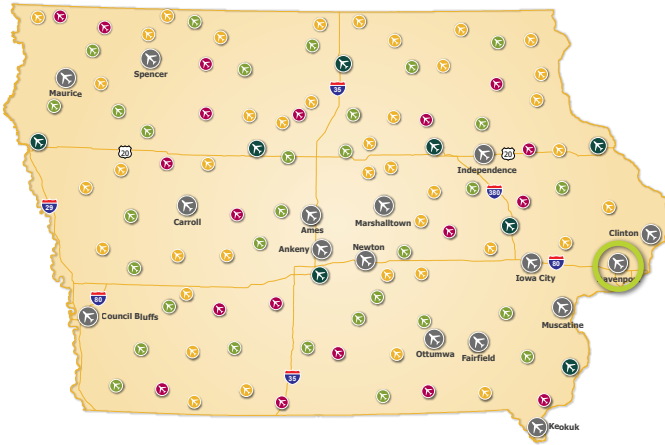 Spencer
Maurice
35
20
20
Independence
29
380
Carroll
Ames
Marshalltown
Clinton
Ankeny
Newton
80
Iowa City
avenpor
80
Council Bluffs
Muscatine
Ottumwa
Fairfield
35
Keokuk